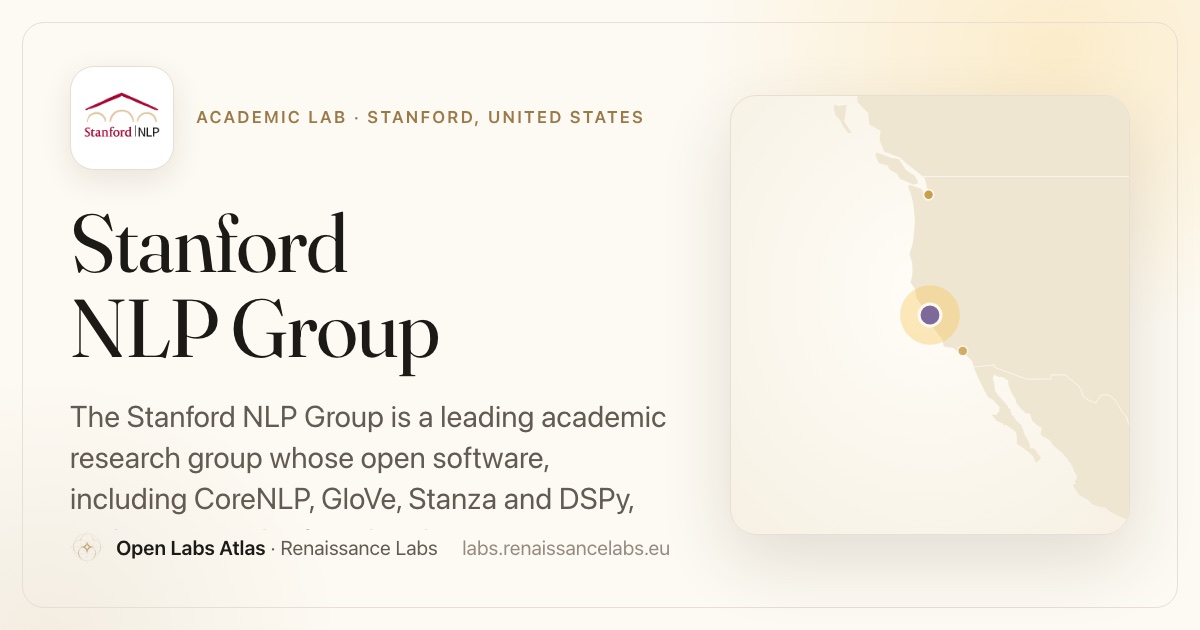 Stanford | NLP
ACADEMIC LAB · STANFORD, UNITED STATES
Stanford
NLP Group
The Stanford NLP Group is a leading academic
research group whose open software,
including CoreNLP, GloVe, Stanza and DSPy,
Open Labs Atlas · Renaissance Labs labs.renaissancelabs.eu